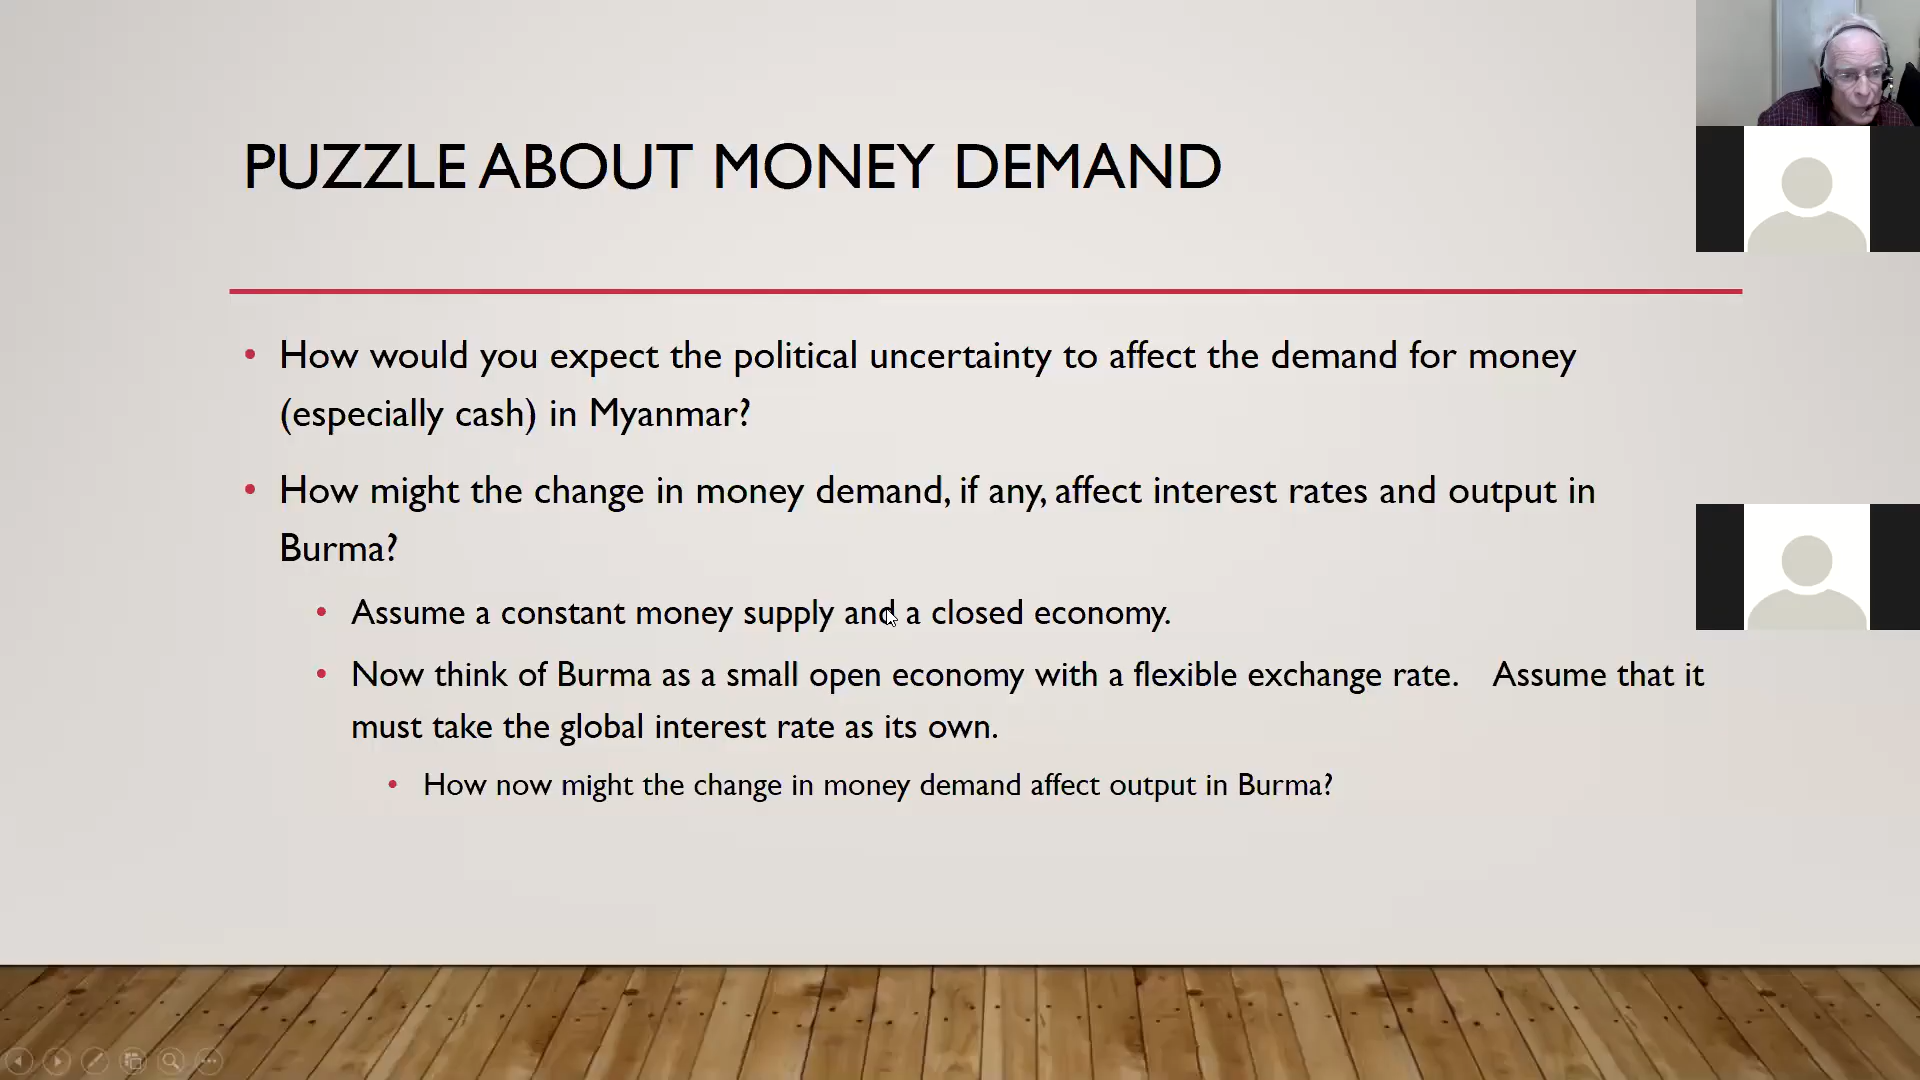 PUZZLE ABOUT MONEY DEMAND
• How would you expect the political uncertainty to affect the demand for money
(especially cash) in Myanmar?
• How might the change in money demand, if any, affect interest rates and output in
Burma?
• Assume a constant money supply and a closed economy.
• Now think of Burma as a small open economy with a flexible exchange rate. Assume that it
must take the global interest rate as its own.
• How now might the change in money demand affect output in Burma?